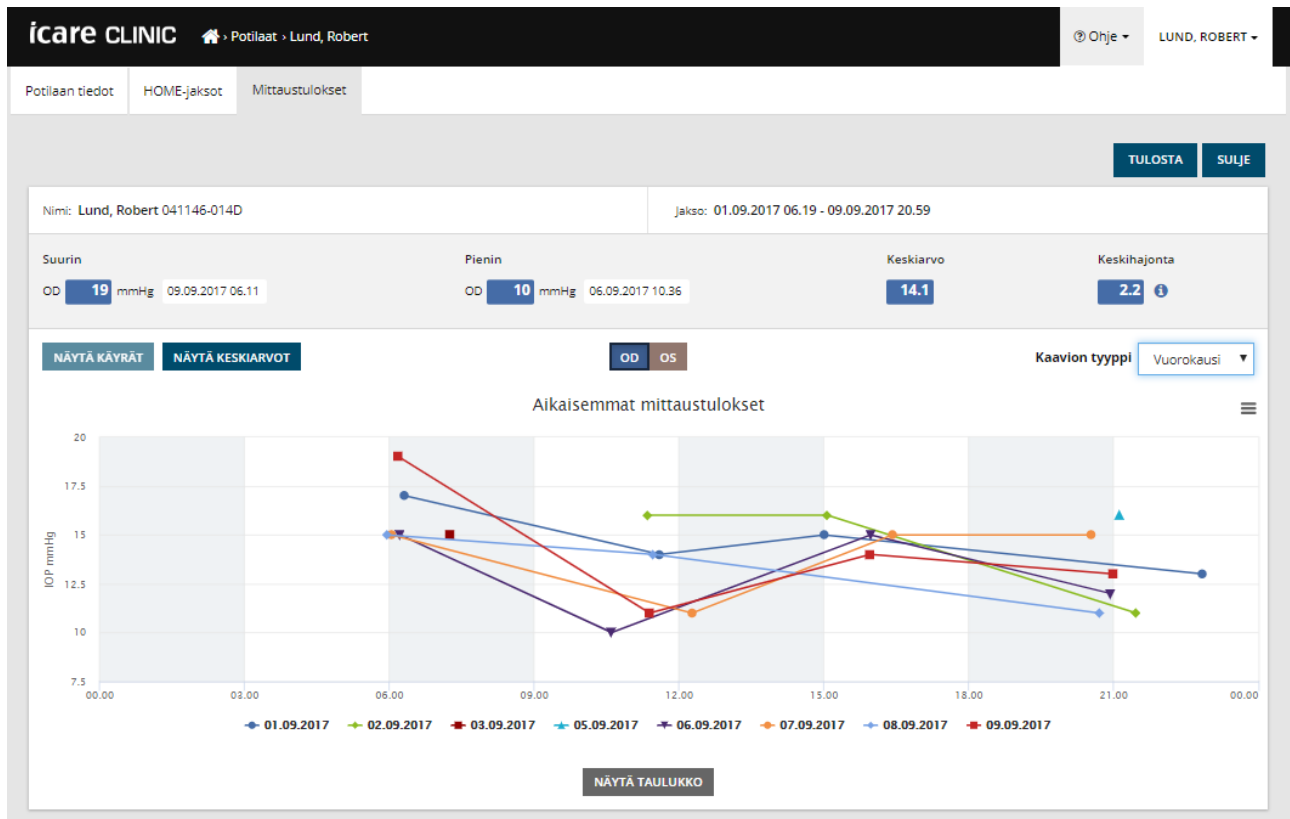 icare CLINIC › Potilaat › Lund, Robert Ohje LUND, ROBERT
Potilaan tiedot HOME-jaksot Mittaustulokset
TULOSTA SULJE
Nimi: Lund, Robert 041146-014D Jakso: 01.09.2017 06.19 - 09.09.2017 20.59
Suurin Pienin Keskiarvo Keskihajonta
OD 19 mmHg 09.09.2017 06.11 OD 10 mmHg 06.09.2017 10.36 14.1 2.2
NÄYTÄ KÄYRÄT NÄYTÄ KESKIARVOT OD OS Kaavion tyyppi Vuorokausi
Aikaisemmat mittaustulokset
IOP mmHg
20
17.5
15
12.5
10
7.5
00.00 03.00 06.00 09.00 12.00 15.00 18.00 21.00 00.00
01.09.2017 02.09.2017 03.09.2017 05.09.2017 06.09.2017 07.09.2017 08.09.2017 09.09.2017
NÄYTÄ TAULUKKO